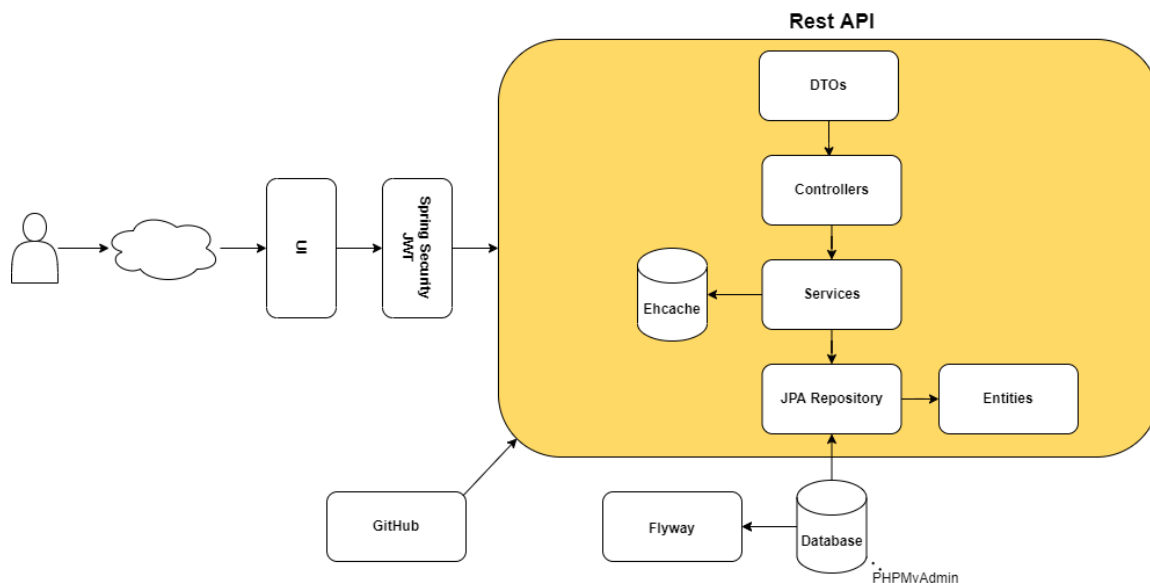 Rest API
DTOs
Controllers
UI
Spring Security
JWT
Ehcache
Services
JPA Repository
Entities
GitHub
Flyway
Database
PHPMyAdmin